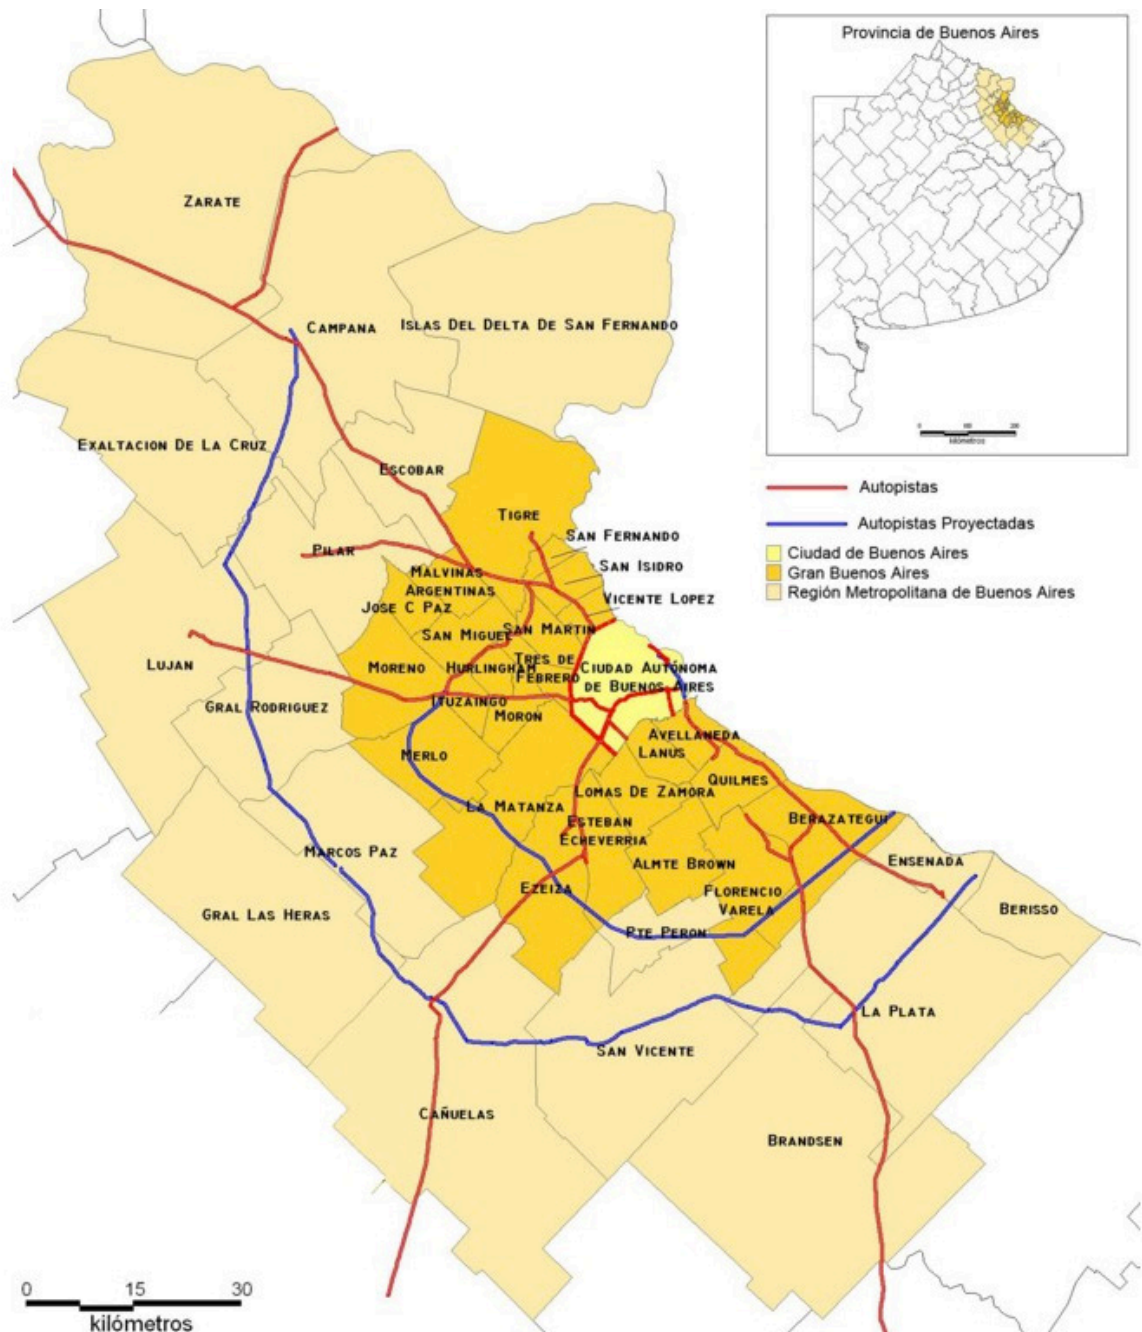 Provincia de Buenos Aires
0 100 200
kilómetros
Autopistas
Autopistas Proyectadas
Ciudad de Buenos Aires
Gran Buenos Aires
Región Metropolitana de Buenos Aires
ZARATE
CAMPANA
ISLAS DEL DELTA DE SAN FERNANDO
EXALTACION DE LA CRUZ
ESCOBAR
TIGRE
SAN FERNANDO
PILAR
SAN ISIDRO
MALVINAS
ARGENTINAS
VICENTE LOPEZ
JOSE C PAZ
SAN MIGUEL
SAN MARTIN
LUJAN
MORENO
HURLINGHAM
TRES DE
FEBRERO
CIUDAD AUTÓNOMA
DE BUENOS AIRES
GRAL RODRIGUEZ
ITUZAINGO
MORON
AVELLANEDA
LANUS
MERLO
QUILMES
LOMAS DE ZAMORA
LA MATANZA
ESTEBAN
ECHEVERRIA
BERAZATEGUI
MARCOS PAZ
ALMTE BROWN
ENSENADA
EZEIZA
FLORENCIO
VARELA
GRAL LAS HERAS
BERISSO
PTE PERON
LA PLATA
SAN VICENTE
CAÑUELAS
BRANDSEN
0 15 30
kilómetros